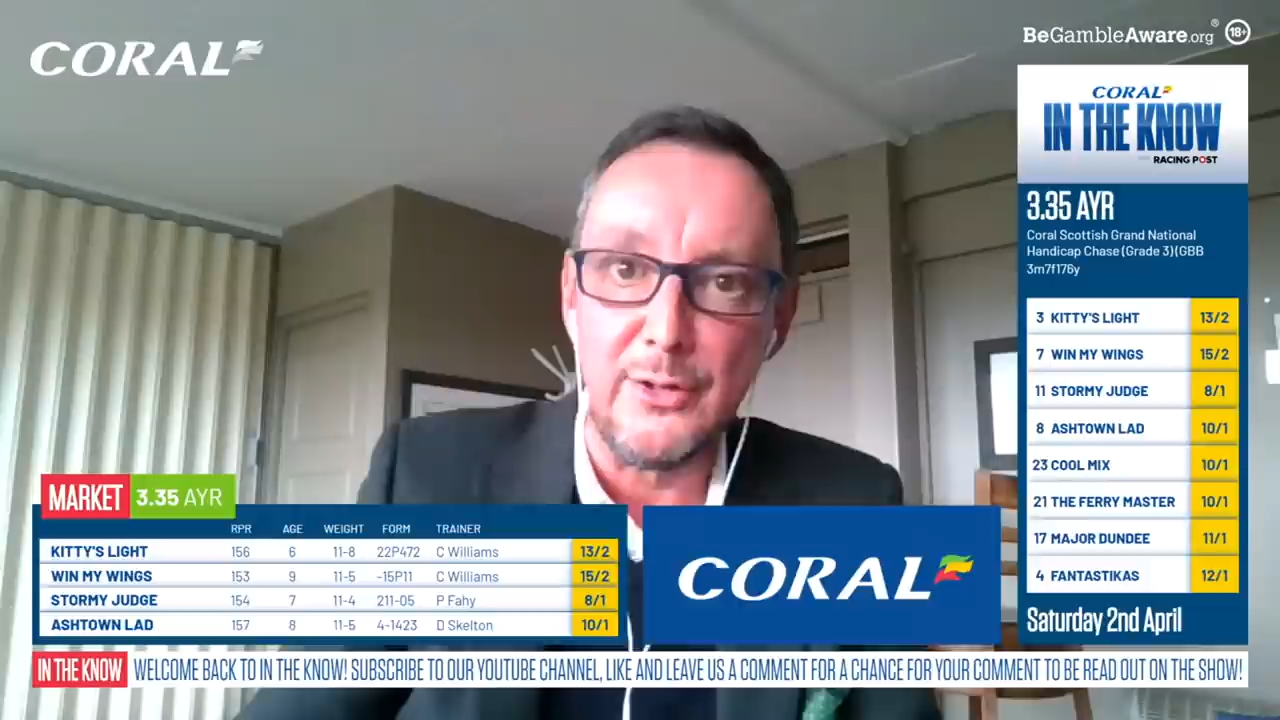 CORAL
BeGambleAware.org® 18+
CORAL
IN THE KNOW
RACING POST
3.35 AYR
Coral Scottish Grand National
Handicap Chase (Grade 3) (GBB
3m7f176y
3 KITTY'S LIGHT 13/2
7 WIN MY WINGS 15/2
11 STORMY JUDGE 8/1
8 ASHTOWN LAD 10/1
23 COOL MIX 10/1
21 THE FERRY MASTER 10/1
17 MAJOR DUNDEE 11/1
4 FANTASTIKAS 12/1
Saturday 2nd April
MARKET 3.35 AYR
RPR AGE WEIGHT FORM TRAINER
KITTY'S LIGHT 156 6 11-8 22P472 C Williams 13/2
WIN MY WINGS 153 9 11-5 -15P11 C Williams 15/2
STORMY JUDGE 154 7 11-4 211-05 P Fahy 8/1
ASHTOWN LAD 157 8 11-5 4-1423 D Skelton 10/1
CORAL
IN THE KNOW WELCOME BACK TO IN THE KNOW! SUBSCRIBE TO OUR YOUTUBE CHANNEL, LIKE AND LEAVE US A COMMENT FOR A CHANCE FOR YOUR COMMENT TO BE READ OUT ON THE SHOW!